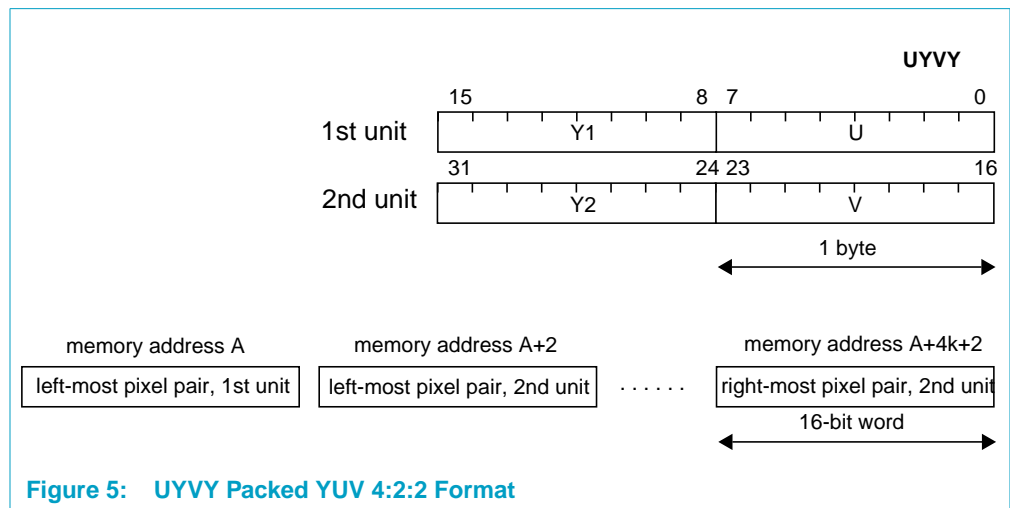 UYVY
15 8 7 0
1st unit Y1 U
31 24 23 16
2nd unit Y2 V
1 byte
memory address A memory address A+2 memory address A+4k+2
left-most pixel pair, 1st unit left-most pixel pair, 2nd unit . . . . . . right-most pixel pair, 2nd unit
16-bit word
Figure 5: UYVY Packed YUV 4:2:2 Format